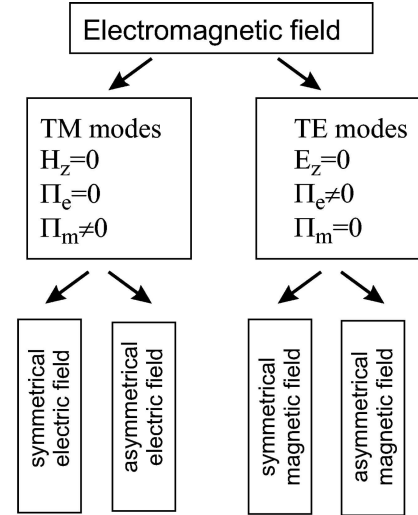 Electromagnetic field
TM modes
H_z=0
Π_e=0
Π_m≠0
TE modes
E_z=0
Π_e≠0
Π_m=0
symmetrical
electric field
asymmetrical
electric field
symmetrical
magnetic field
asymmetrical
magnetic field